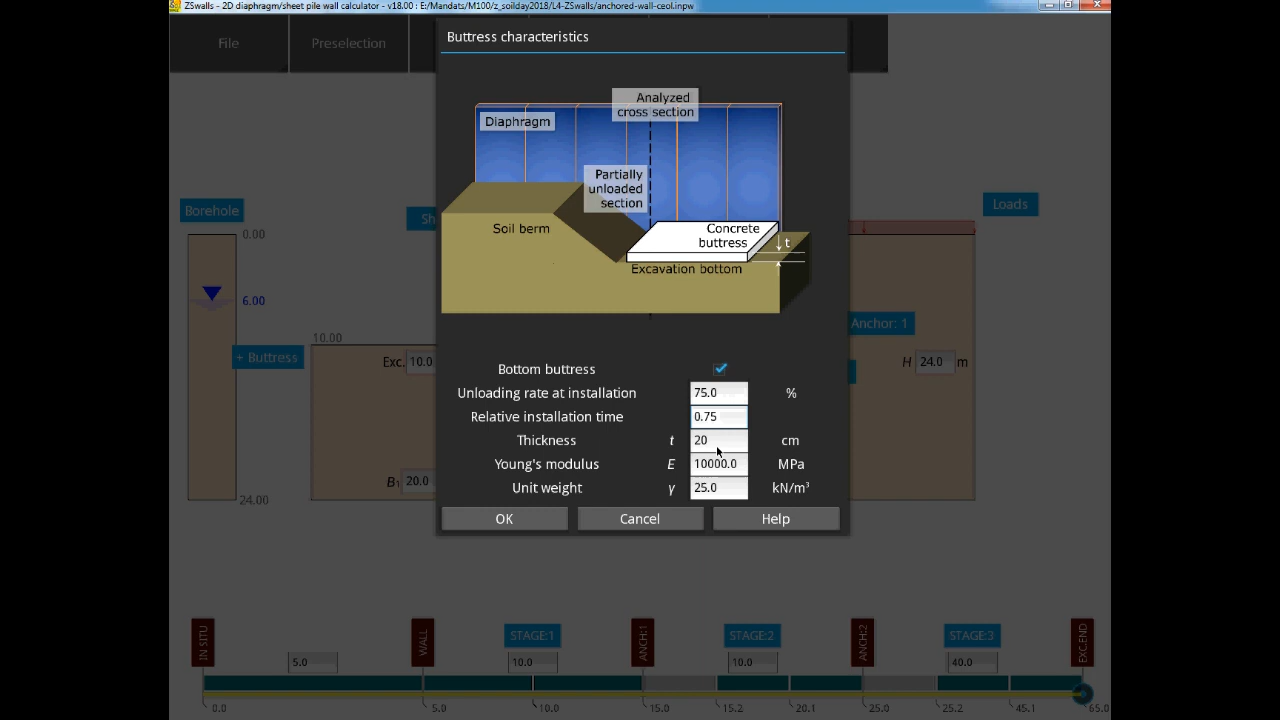 ZSwalls - 2D diaphragm/sheet pile wall calculator - v18.00 : E:/Mandats/M100/z_soilday2018/L4-ZSwalls/anchored-wall-ceol.inpw
File
Preselection
Buttress characteristics
Analyzed
cross section
Diaphragm
Partially
unloaded
section
Soil berm
Concrete
buttress
t
Excavation bottom
Borehole
Sh
Loads
0.00
6.00
10.00
+ Buttress
Exc. 10.0
Anchor: 1
H 24.0 m
B1 20.0
24.00
Bottom buttress
Unloading rate at installation 75.0 %
Relative installation time 0.75
Thickness t 20 cm
Young's modulus E 10000.0 MPa
Unit weight γ 25.0 kN/m³
OK Cancel Help
IN SITU
WALL
STAGE:1
ANCH:1
STAGE:2
ANCH:2
STAGE:3
EXC.END
5.0 10.0 10.0 40.0
0.0 5.0 10.0 15.0 15.2 20.1 25.0 25.2 45.1 65.0